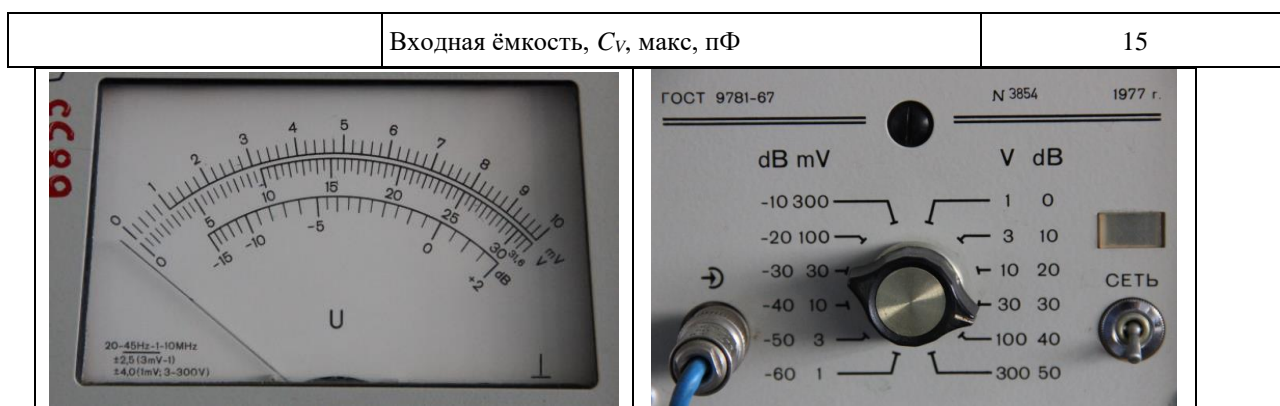 Входная ёмкость, Cv, макс, пФ 15
0 1 2 3 4 5 6 7 8 9 10
mV
V
0 5 10 15 20 25 30 31,6
-15 -10 -5 0 +2 dB
U
20-45Hz-1-10MHz
±2,5 (3mV-1)
±4,0 (1mV; 3-300V)
ГОСТ 9781-67 N 3854 1977 г.
dB mV V dB
-10 300 1 0
-20 100 3 10
-30 30 10 20
-40 10 30 30
-50 3 100 40
-60 1 300 50
СЕТЬ